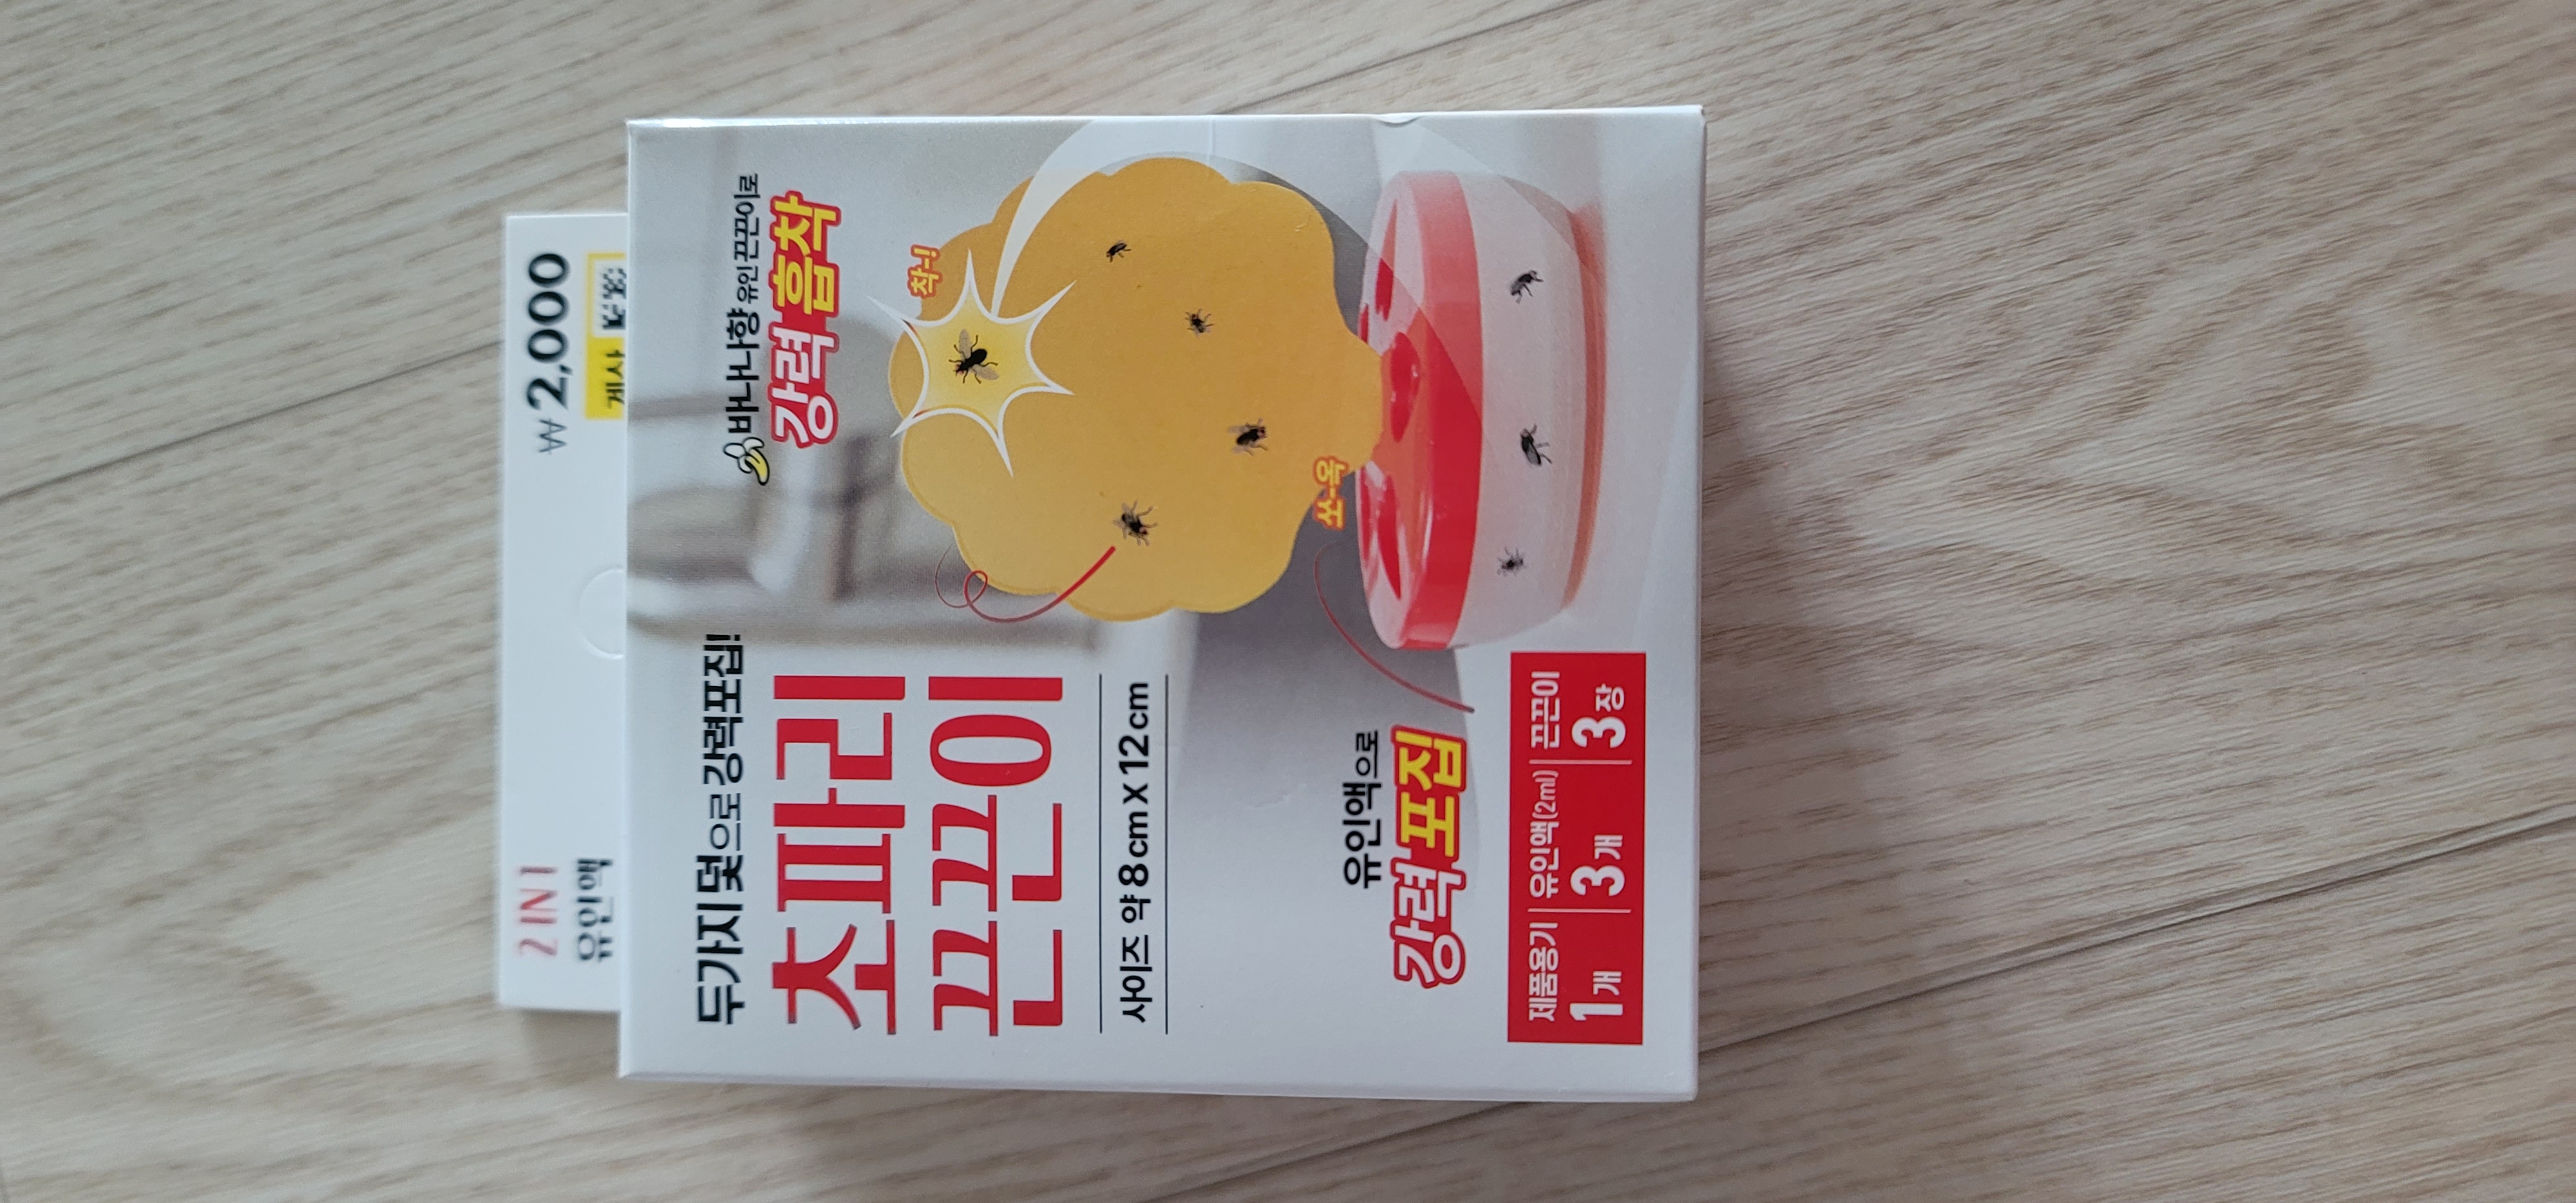 2 IN 1
유인액
₩2,000
두가지 덫으로 강력포집!
초파리
끈끈이
사이즈 약 8cm X 12cm
바나나향 유인 끈끈이로
강력 흡착
착-!
쏘-옥
유인액으로
강력 포집
제품용기 유인액(2ml) 끈끈이
1개 3개 3장